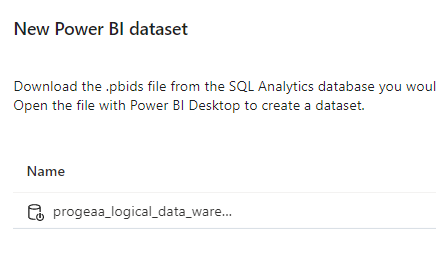 New Power BI dataset
Download the .pbids file from the SQL Analytics database you
Open the file with Power BI Desktop to create a dataset.
Name
progeaa_logical_data_ware...